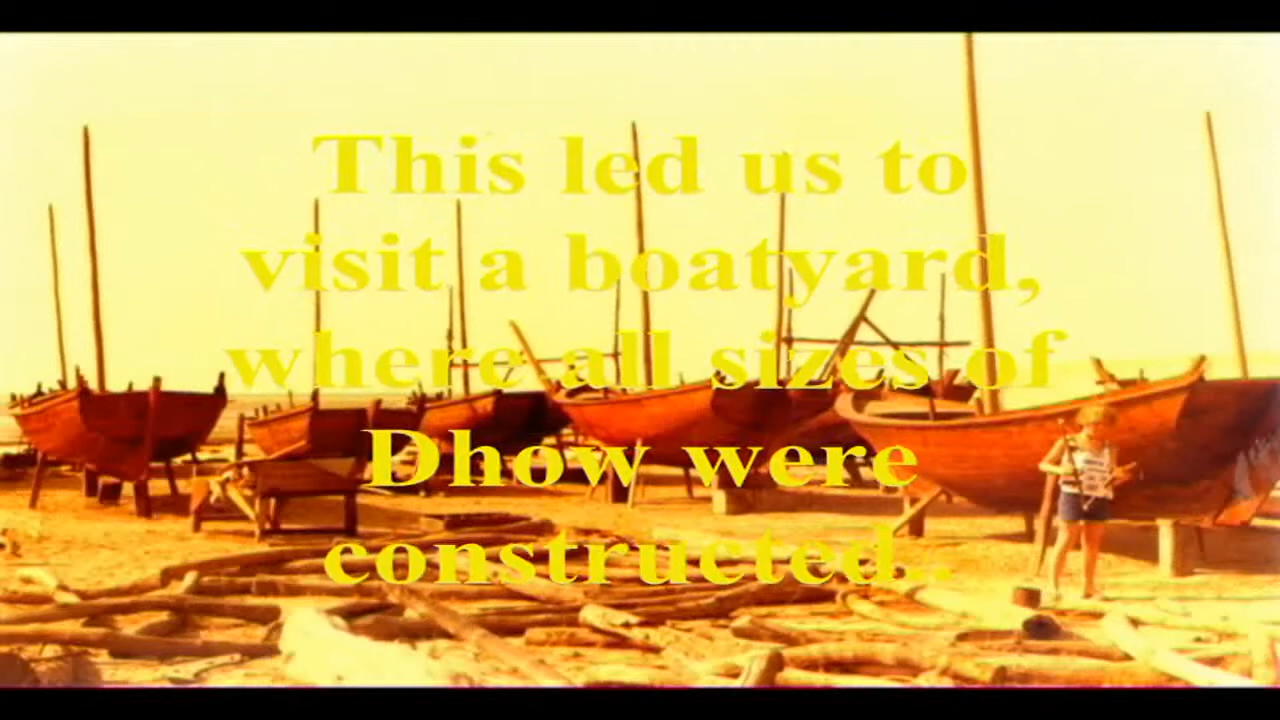 This led us to
visit a boatyard,
where all sizes of
Dhow were
constructed..